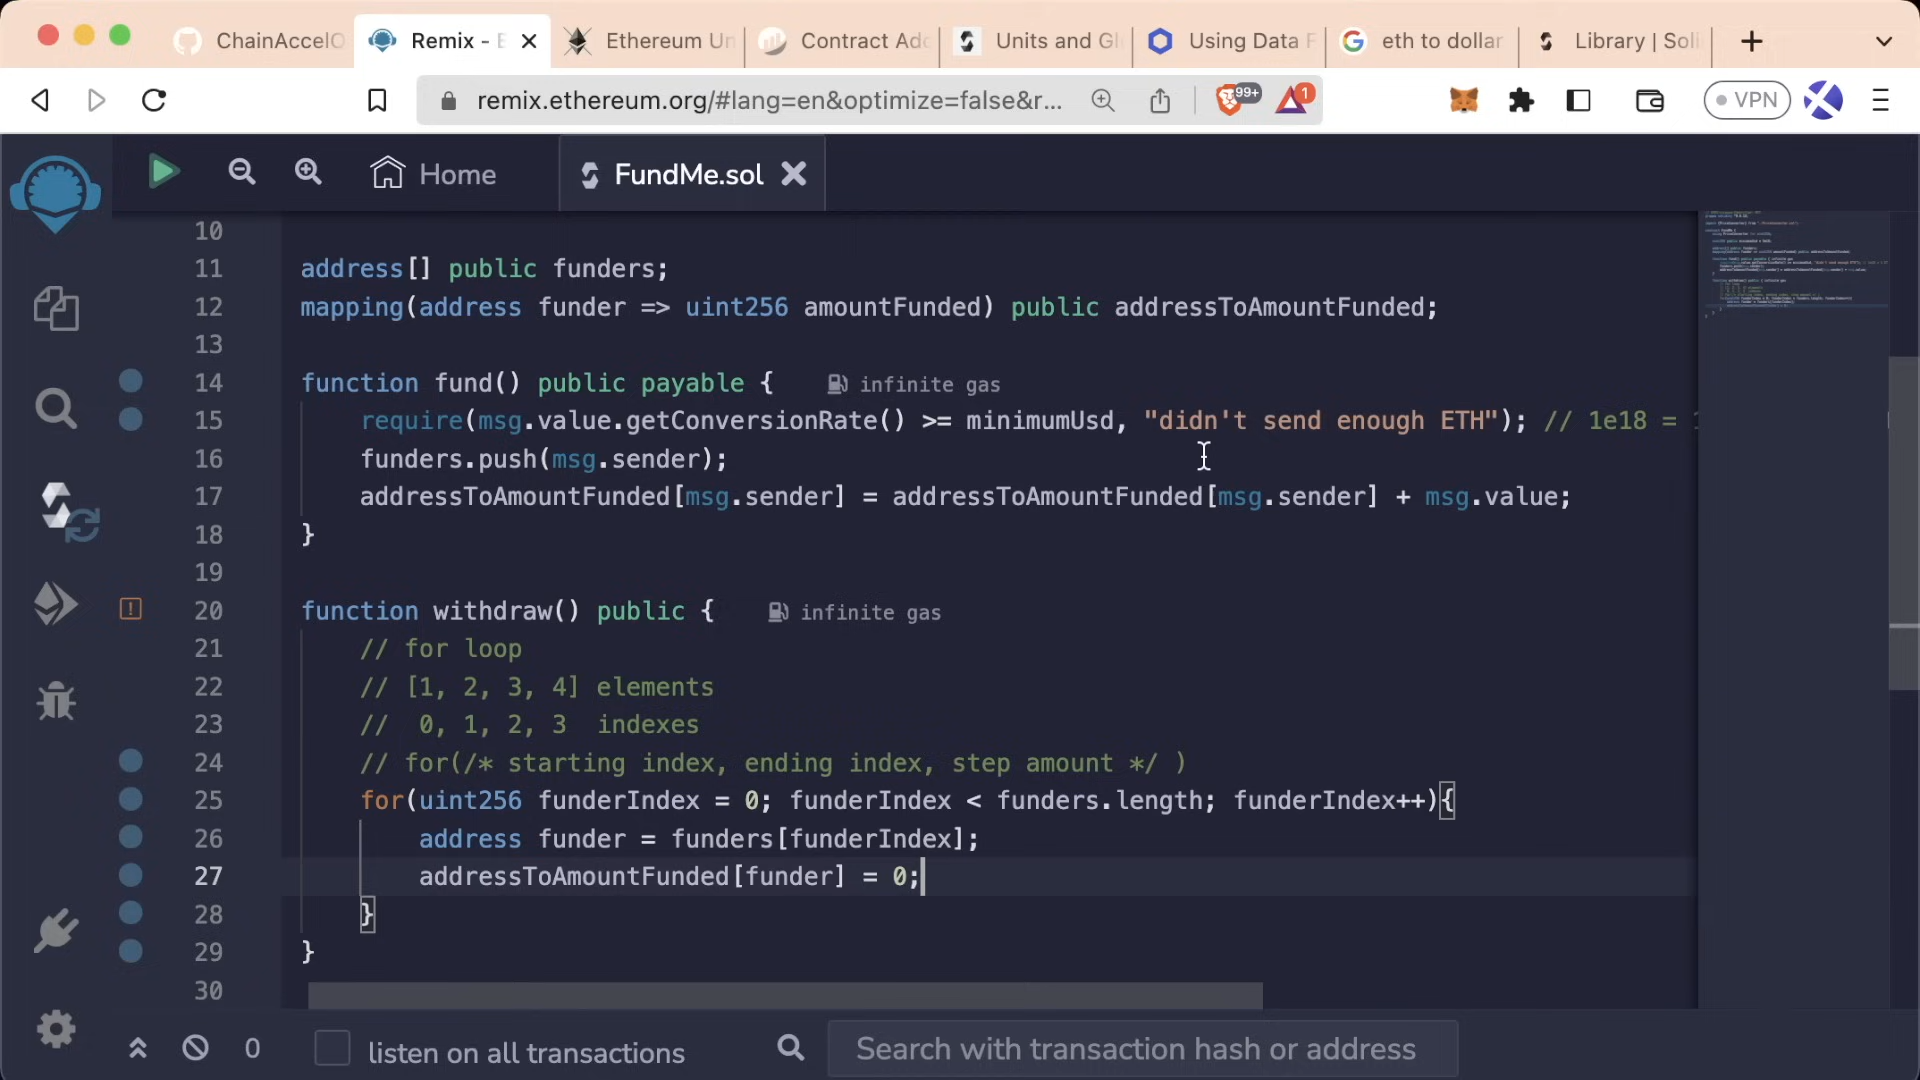 ChainAccelO
Remix - E
Ethereum Un
Contract Add
Units and Gl
Using Data F
eth to dollar
Library | Soli
remix.ethereum.org/#lang=en&optimize=false&r...
99+
1
VPN
Home
FundMe.sol
10
11 address[] public funders;
12 mapping(address funder => uint256 amountFunded) public addressToAmountFunded;
13
14 function fund() public payable { infinite gas
15 require(msg.value.getConversionRate() >= minimumUsd, "didn't send enough ETH"); // 1e18 = 1
16 funders.push(msg.sender);
17 addressToAmountFunded[msg.sender] = addressToAmountFunded[msg.sender] + msg.value;
18 }
19
20 function withdraw() public { infinite gas
21 // for loop
22 // [1, 2, 3, 4] elements
23 // 0, 1, 2, 3 indexes
24 // for(/* starting index, ending index, step amount */ )
25 for(uint256 funderIndex = 0; funderIndex < funders.length; funderIndex++){
26 address funder = funders[funderIndex];
27 addressToAmountFunded[funder] = 0;
28 }
29 }
30
0
listen on all transactions
Search with transaction hash or address